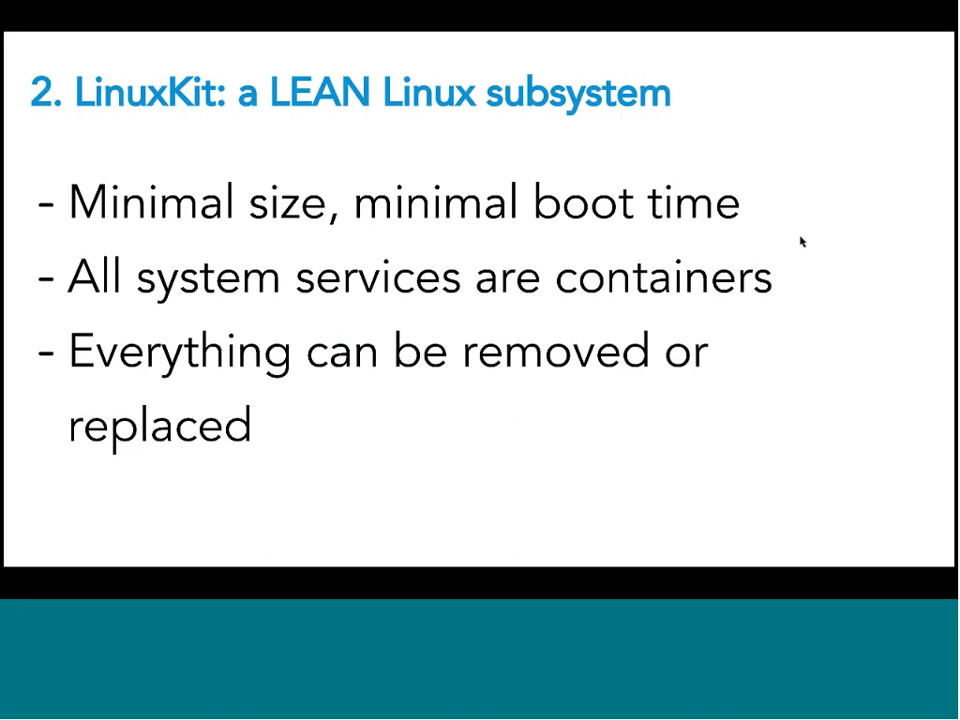 2. LinuxKit: a LEAN Linux subsystem
- Minimal size, minimal boot time
- All system services are containers
- Everything can be removed or
replaced